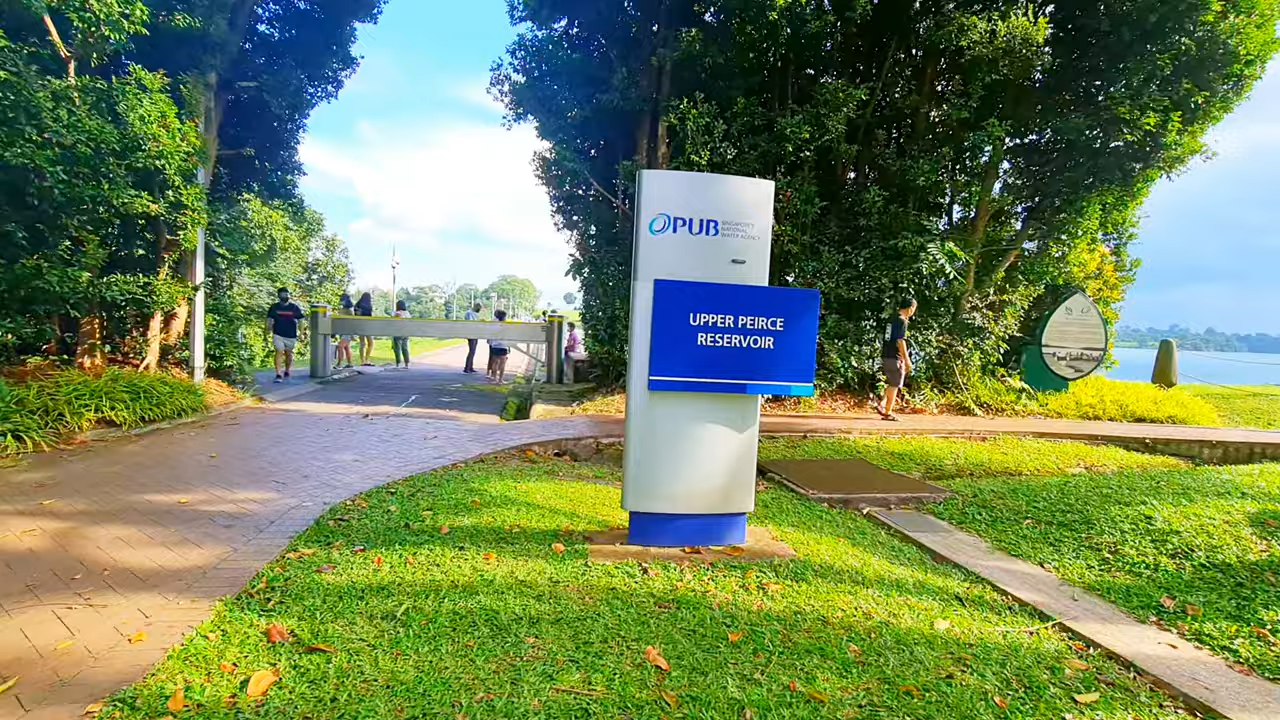 PUB SINGAPORE'S
NATIONAL
WATER AGENCY
UPPER PEIRCE
RESERVOIR